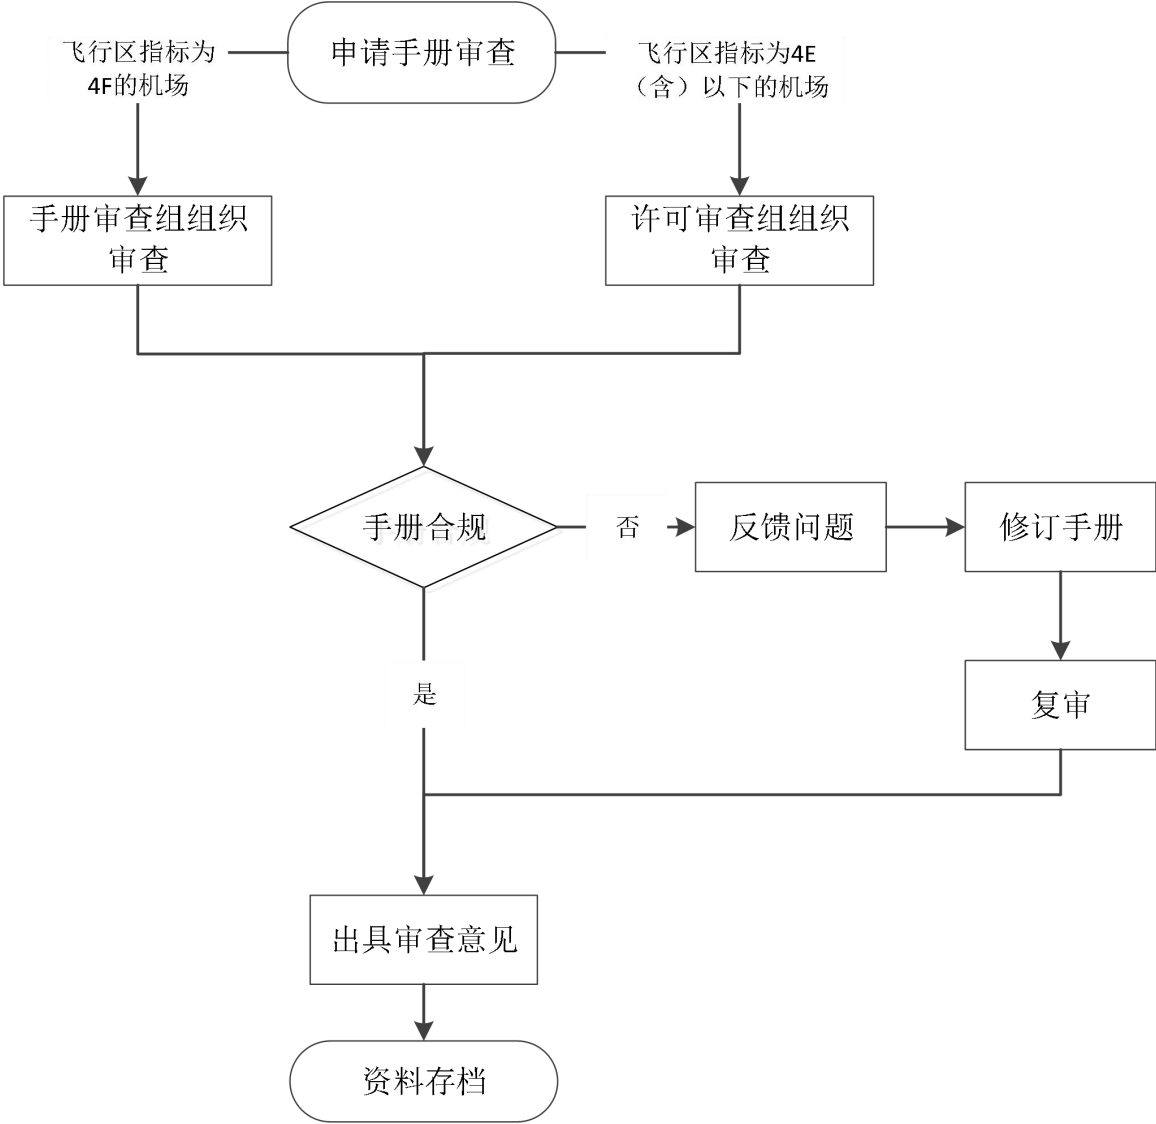 申请手册审查
飞行区指标为
4F的机场
飞行区指标为4E
（含）以下的机场
手册审查组组织
审查
许可审查组组织
审查
手册合规
否
反馈问题
修订手册
是
复审
出具审查意见
资料存档